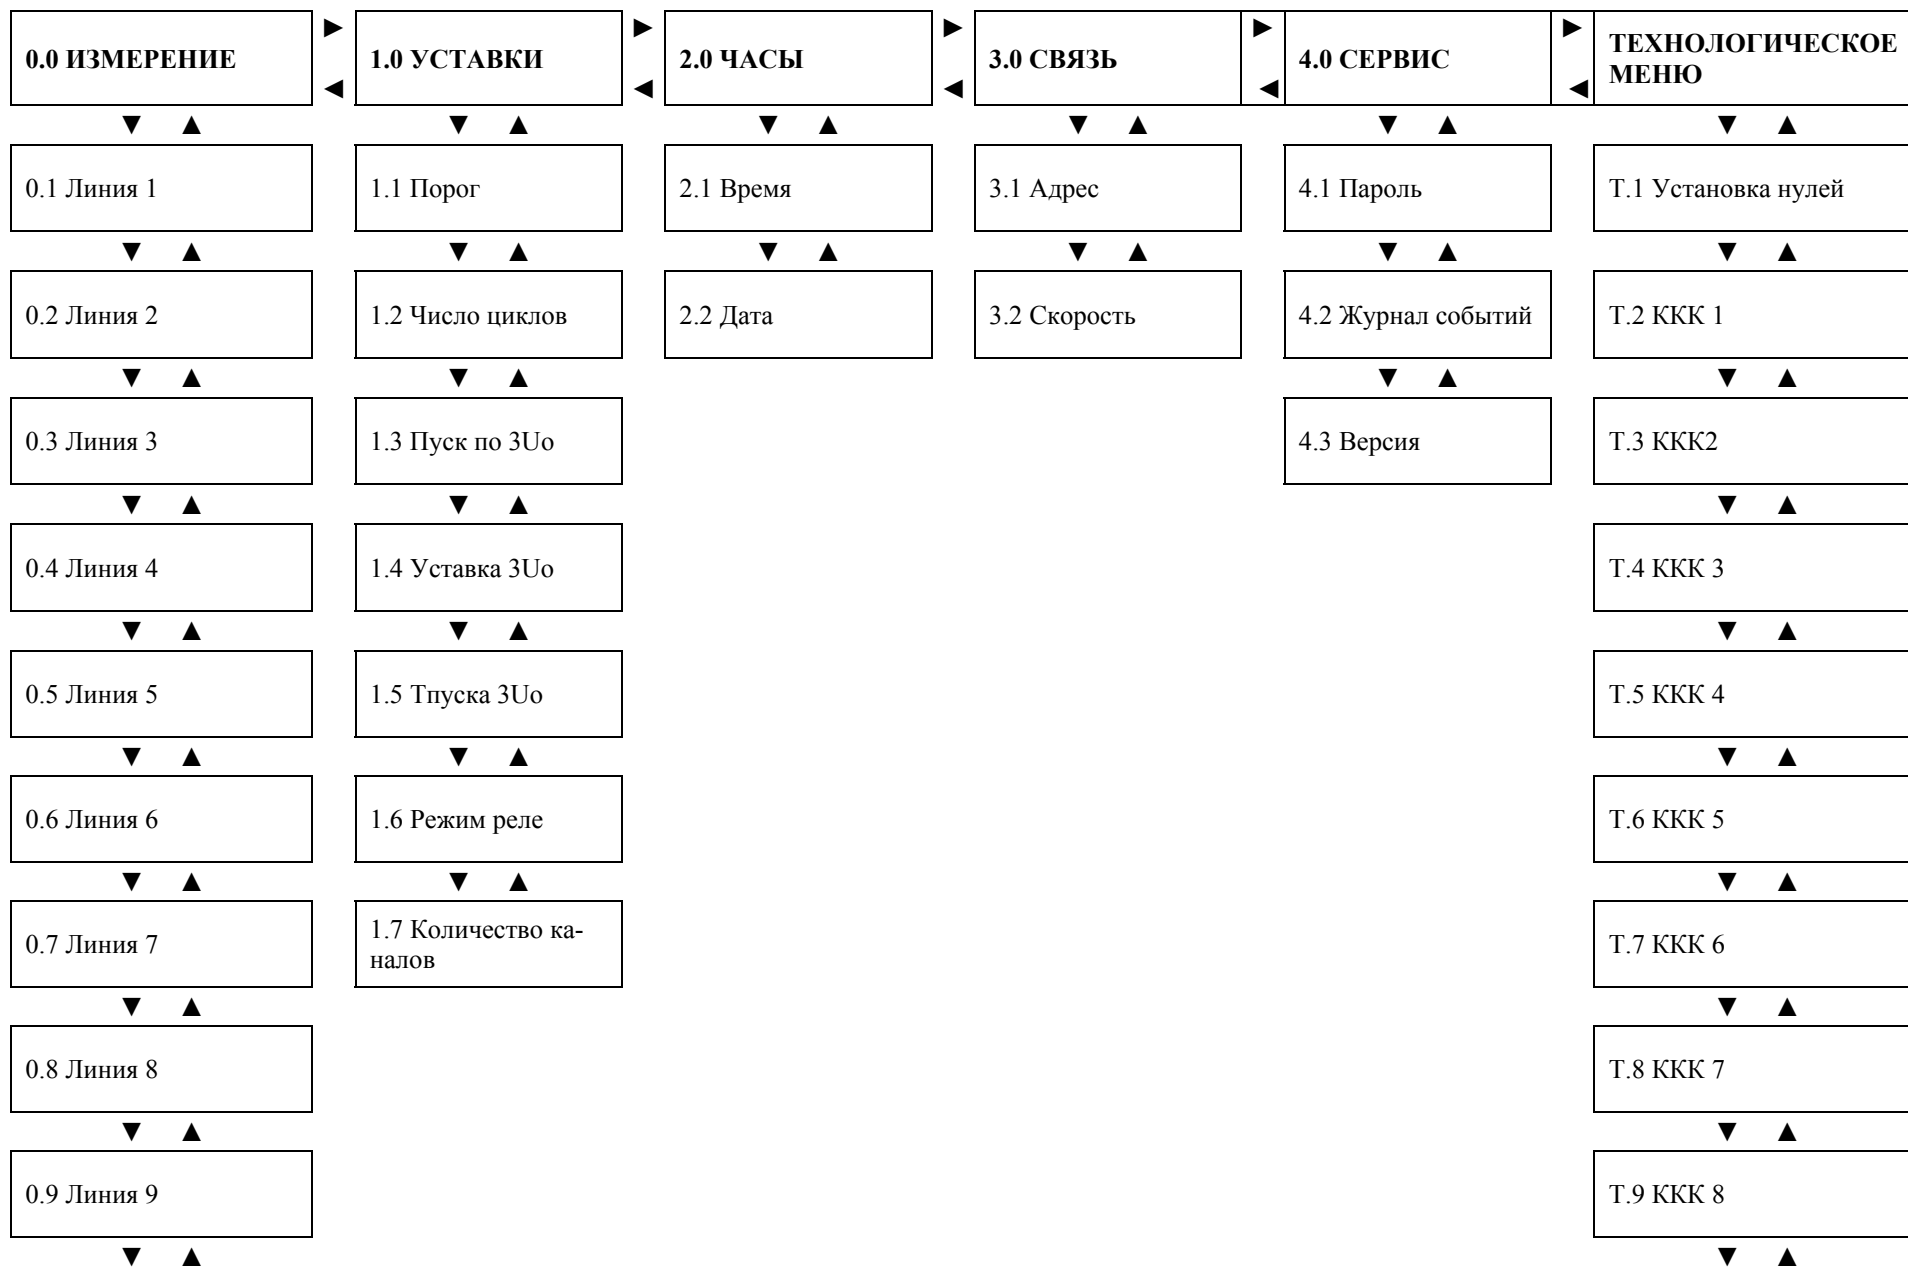 0.0 ИЗМЕРЕНИЕ
1.0 УСТАВКИ
2.0 ЧАСЫ
3.0 СВЯЗЬ
4.0 СЕРВИС
ТЕХНОЛОГИЧЕСКОЕ
МЕНЮ
0.1 Линия 1
1.1 Порог
2.1 Время
3.1 Адрес
4.1 Пароль
Т.1 Установка нулей
0.2 Линия 2
1.2 Число циклов
2.2 Дата
3.2 Скорость
4.2 Журнал событий
Т.2 ККК 1
0.3 Линия 3
1.3 Пуск по 3Uo
4.3 Версия
Т.3 ККК2
0.4 Линия 4
1.4 Уставка 3Uo
Т.4 ККК 3
0.5 Линия 5
1.5 Тпуска 3Uo
Т.5 ККК 4
0.6 Линия 6
1.6 Режим реле
Т.6 ККК 5
0.7 Линия 7
1.7 Количество ка-
налов
Т.7 ККК 6
0.8 Линия 8
Т.8 ККК 7
0.9 Линия 9
Т.9 ККК 8